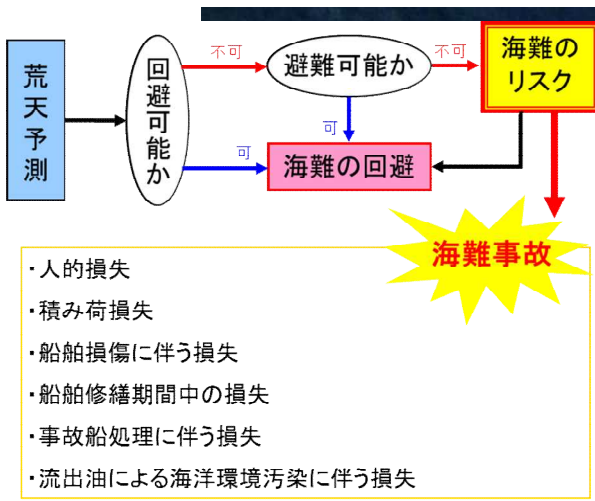 荒天予測
回避可能か
不可
避難可能か
不可
海難の
リスク
可
可
海難の回避
海難事故
・人的損失
・積み荷損失
・船舶損傷に伴う損失
・船舶修繕期間中の損失
・事故船処理に伴う損失
・流出油による海洋環境汚染に伴う損失